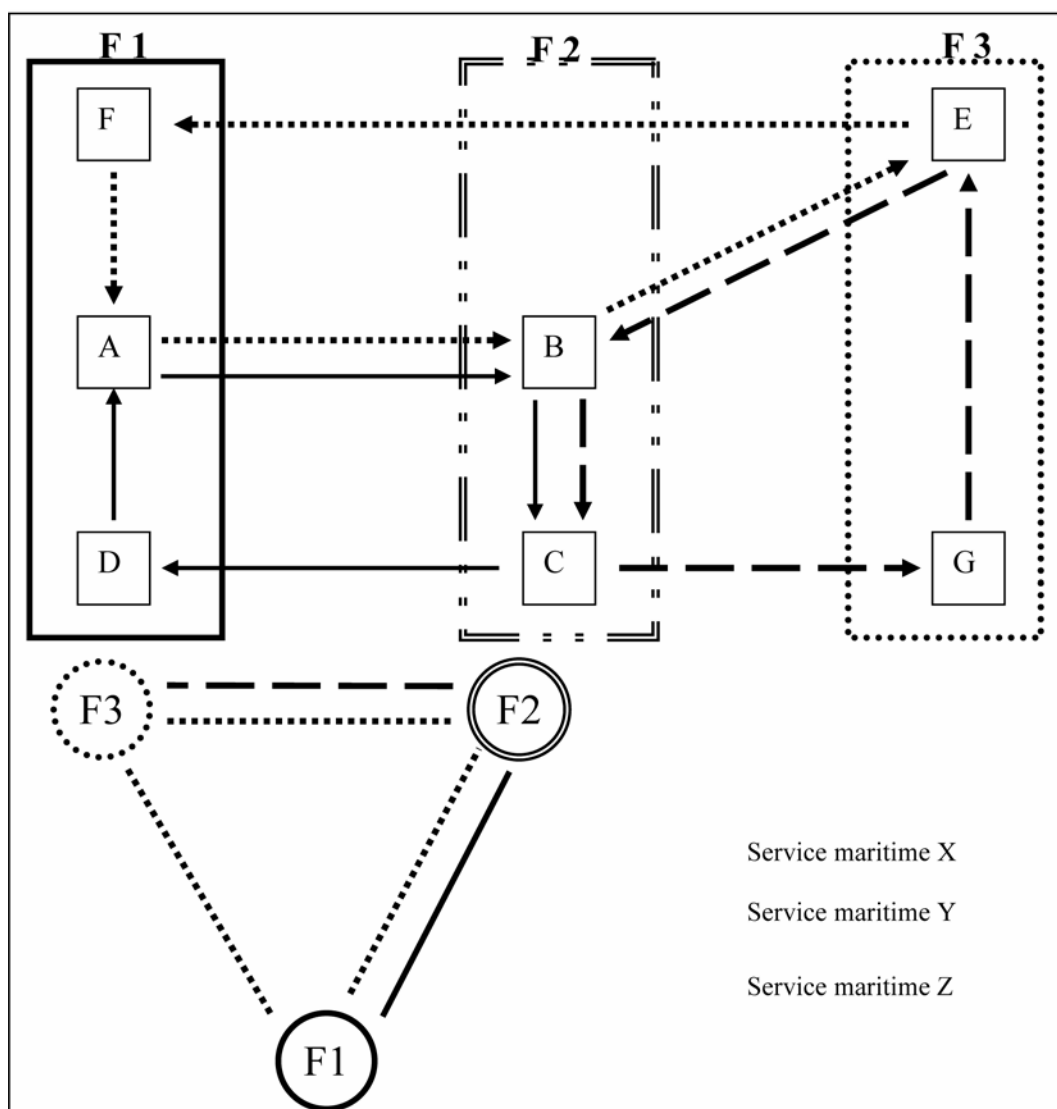 F 1
F 2
F 3
F
E
A
B
D
C
G
F3
F2
Service maritime X
Service maritime Y
Service maritime Z
F1